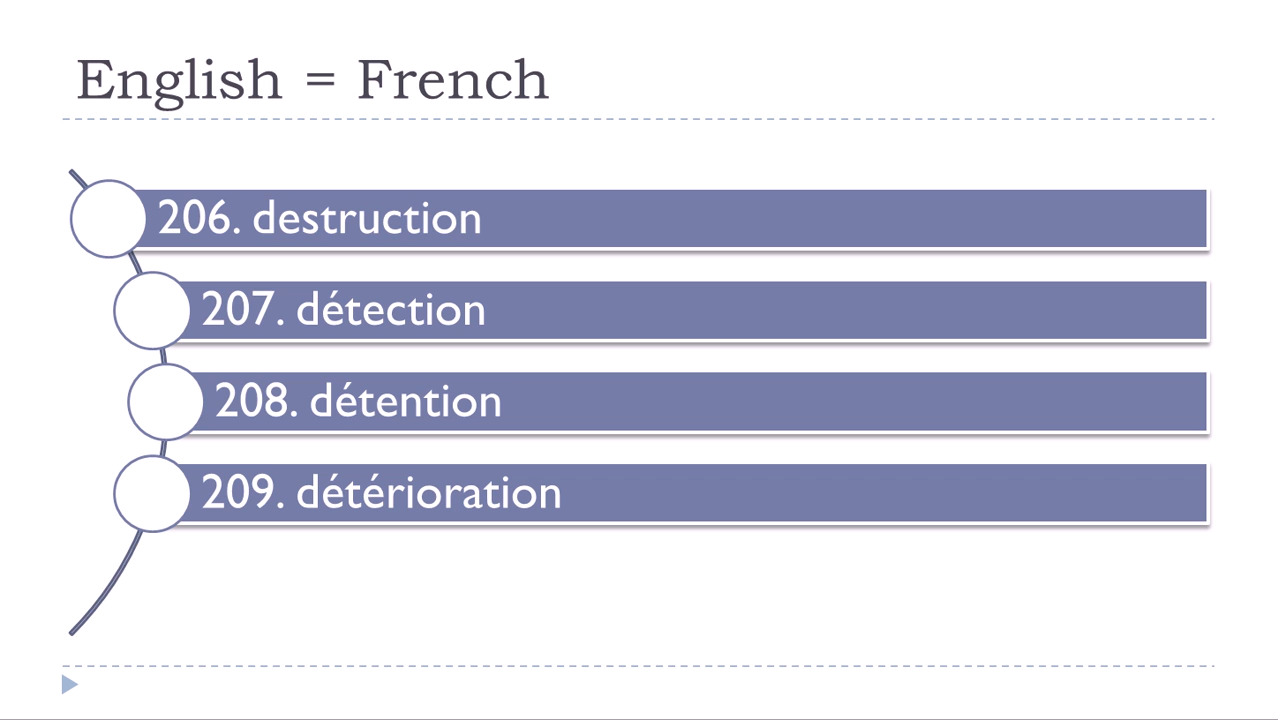 English = French
206. destruction
207. détection
208. détention
209. détérioration